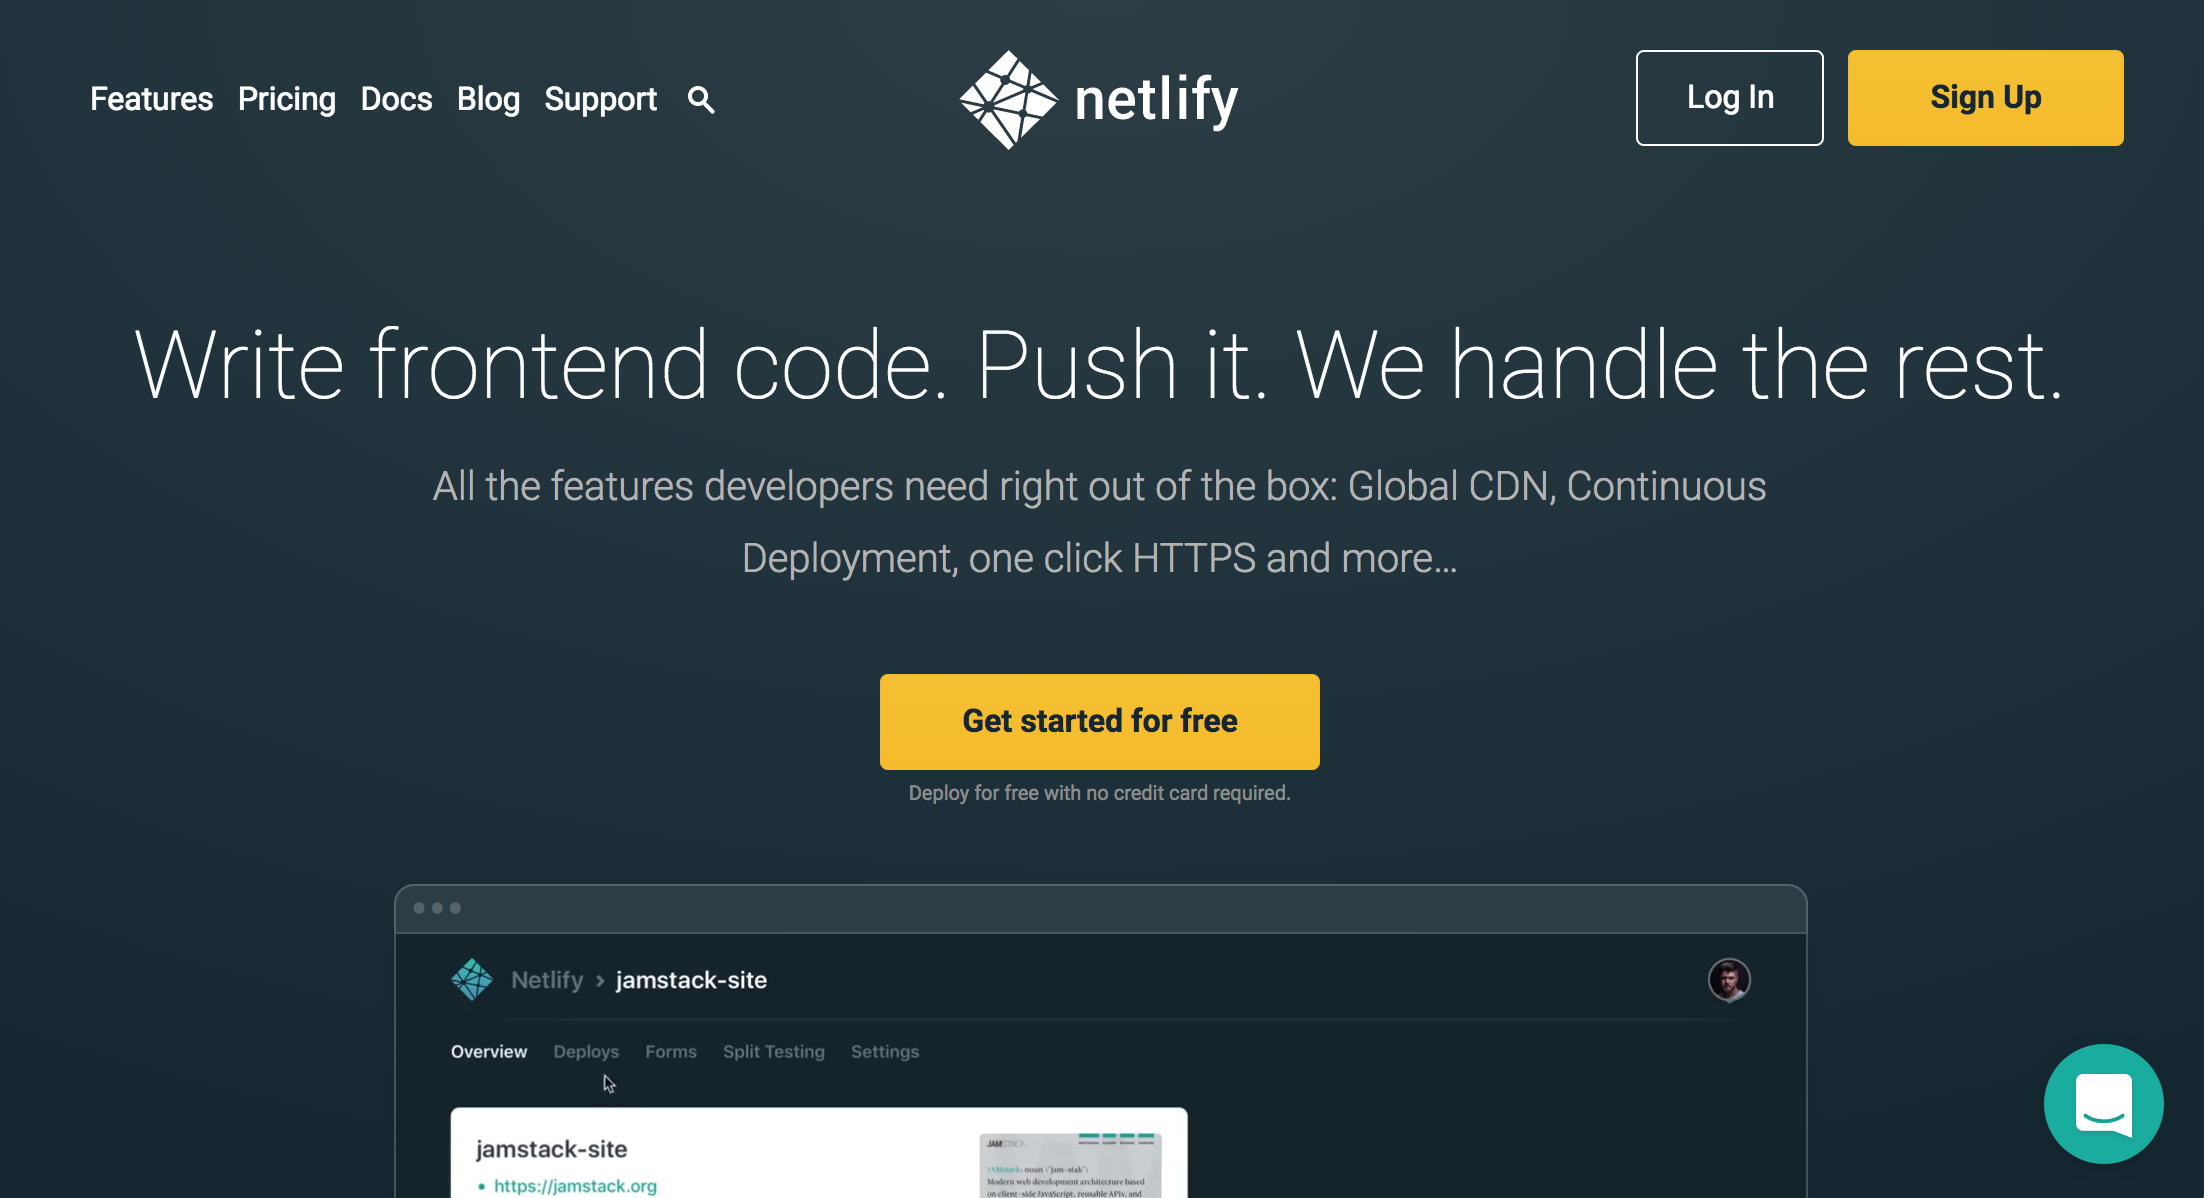 Features Pricing Docs Blog Support
netlify
Log In
Sign Up
Write frontend code. Push it. We handle the rest.
All the features developers need right out of the box: Global CDN, Continuous
Deployment, one click HTTPS and more...
Get started for free
Deploy for free with no credit card required.
Netlify > jamstack-site
Overview Deploys Forms Split Testing Settings
jamstack-site
• https://jamstack.org
JAMSTACK
JAMstack: noun \'jam-stak'\
Modern web development architecture based
on client-side JavaScript, reusable APIs, and